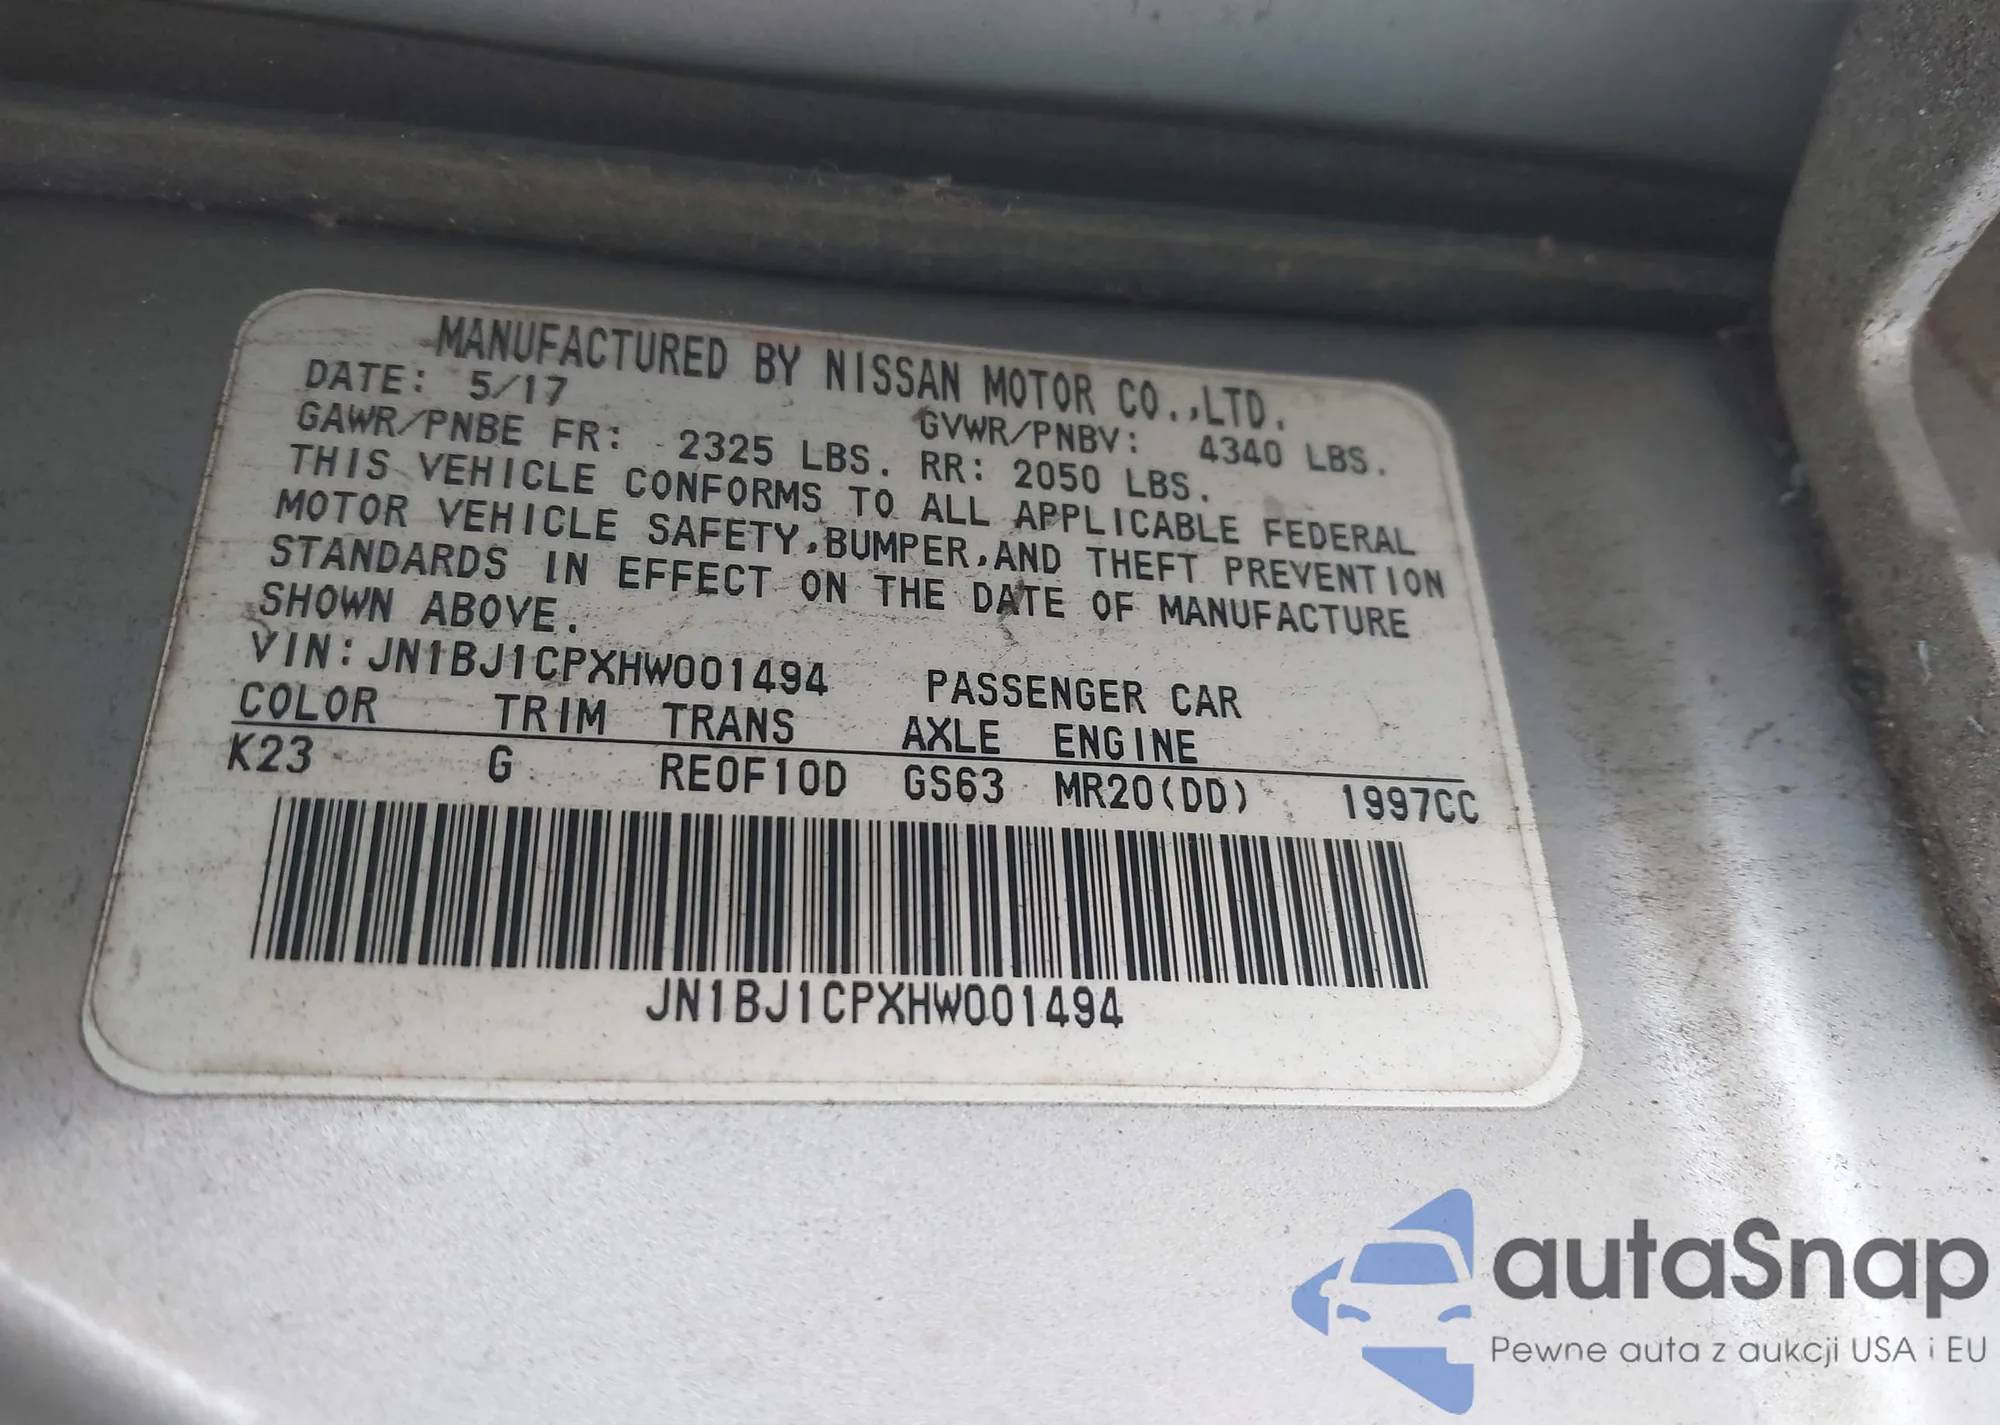 MANUFACTURED BY NISSAN MOTOR CO.,LTD.
DATE: 5/17 GVWR/PNBV: 4340 LBS.
GAWR/PNBE FR: 2325 LBS. RR: 2050 LBS.
THIS VEHICLE CONFORMS TO ALL APPLICABLE FEDERAL
MOTOR VEHICLE SAFETY,BUMPER,AND THEFT PREVENTION
STANDARDS IN EFFECT ON THE DATE OF MANUFACTURE
SHOWN ABOVE.
VIN: JN1BJ1CPXHW001494 PASSENGER CAR
COLOR TRIM TRANS AXLE ENGINE
K23 G RE0F10D GS63 MR20(DD) 1997CC
JN1BJ1CPXHW001494
autaSnap
Pewne auta z aukcji USA i EU